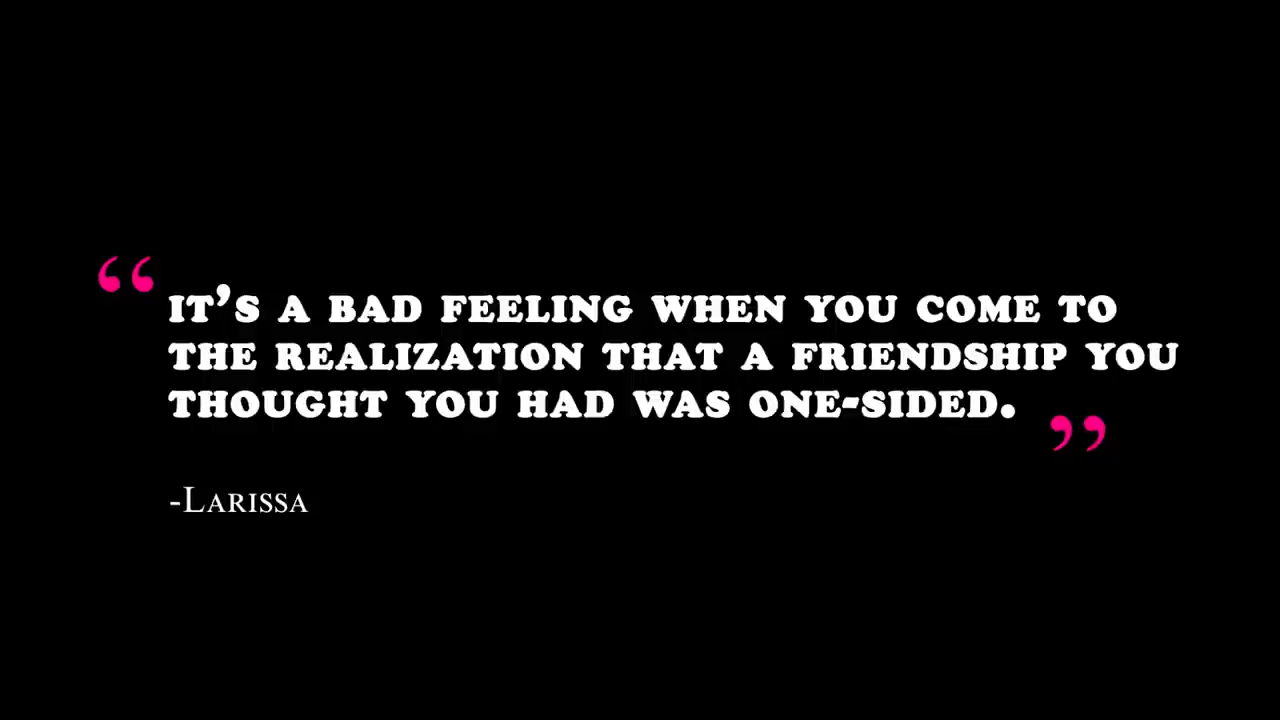 “IT’S A BAD FEELING WHEN YOU COME TO
THE REALIZATION THAT A FRIENDSHIP YOU
THOUGHT YOU HAD WAS ONE-SIDED.”
-LARISSA